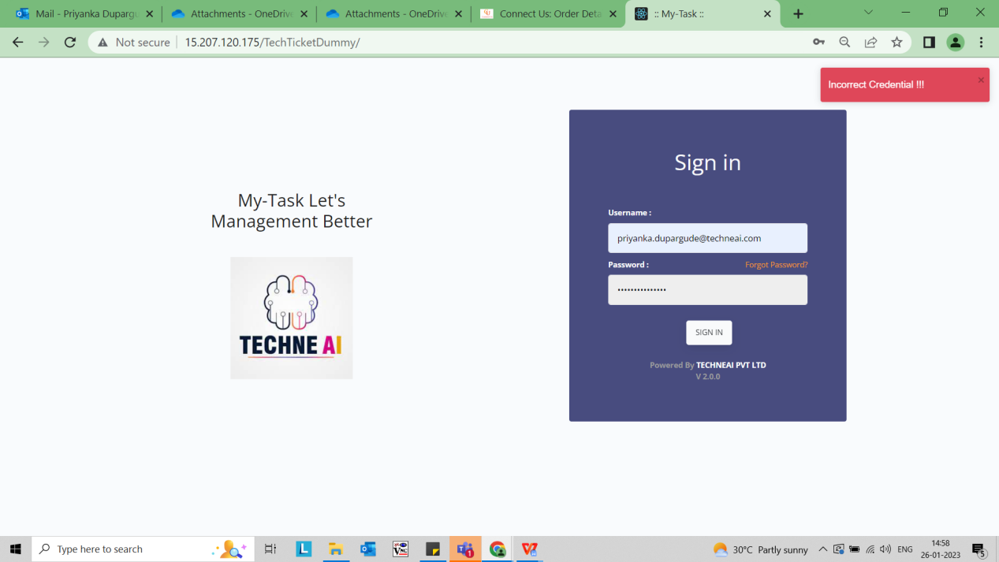 Mail - Priyanka Dupargu
Attachments - OneDrive
Attachments - OneDrive
Connect Us: Order Deta
:: My-Task ::
Not secure
15.207.120.175/TechTicketDummy/
Incorrect Credential !!!
Sign in
My-Task Let's
Management Better
Username :
priyanka.dupargude@techneai.com
Password :
Forgot Password?
TECHNE AI
SIGN IN
Powered By TECHNEAI PVT LTD
V 2.0.0
Type here to search
30°C Partly sunny
ENG
14:58
26-01-2023